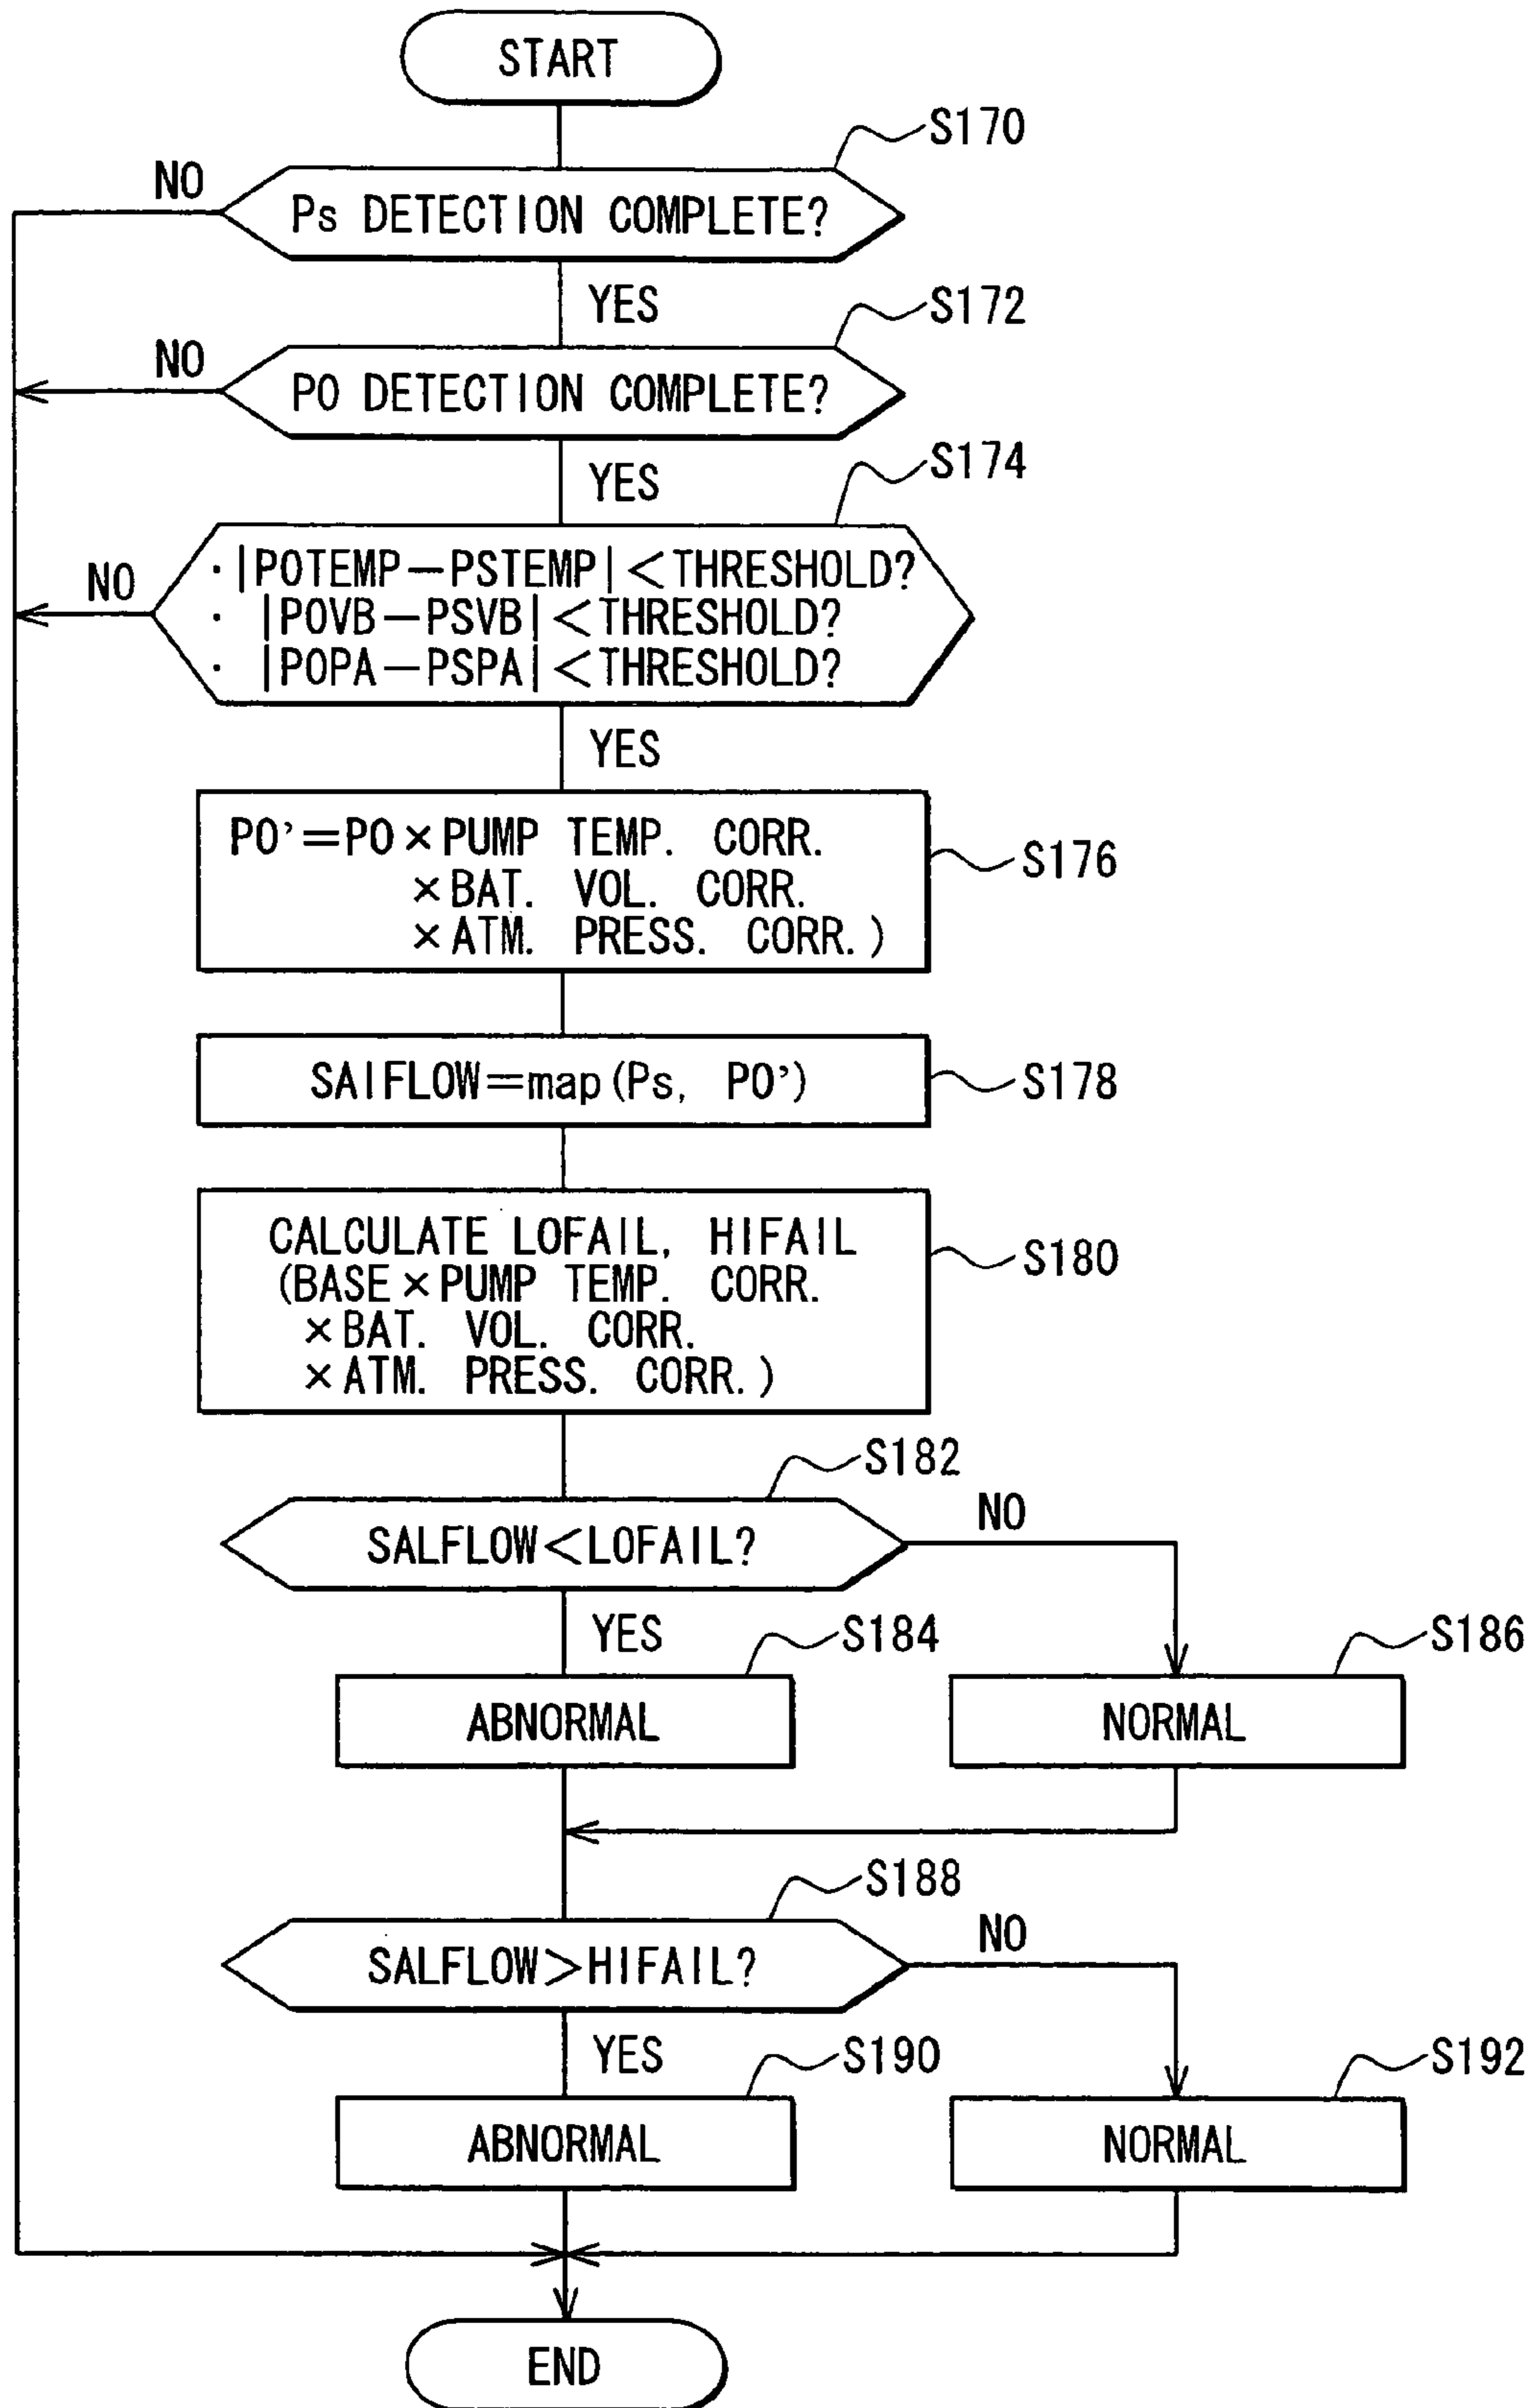 START
S170
NO
Ps DETECTION COMPLETE?
YES
S172
NO
P0 DETECTION COMPLETE?
YES
S174
NO
· |P0TEMP－PSTEMP|＜THRESHOLD?
· |P0VB－PSVB|＜THRESHOLD?
· |P0PA－PSPA|＜THRESHOLD?
YES
P0'＝P0×PUMP TEMP. CORR.
×BAT. VOL. CORR.
×ATM. PRESS. CORR.)
S176
SAIFLOW＝map(Ps, P0')
S178
CALCULATE LOFAIL, HIFAIL
(BASE×PUMP TEMP. CORR.
×BAT. VOL. CORR.
×ATM. PRESS. CORR.)
S180
S182
SALFLOW＜LOFAIL?
NO
YES
S184
S186
ABNORMAL
NORMAL
S188
SALFLOW＞HIFAIL?
NO
YES
S190
S192
ABNORMAL
NORMAL
END